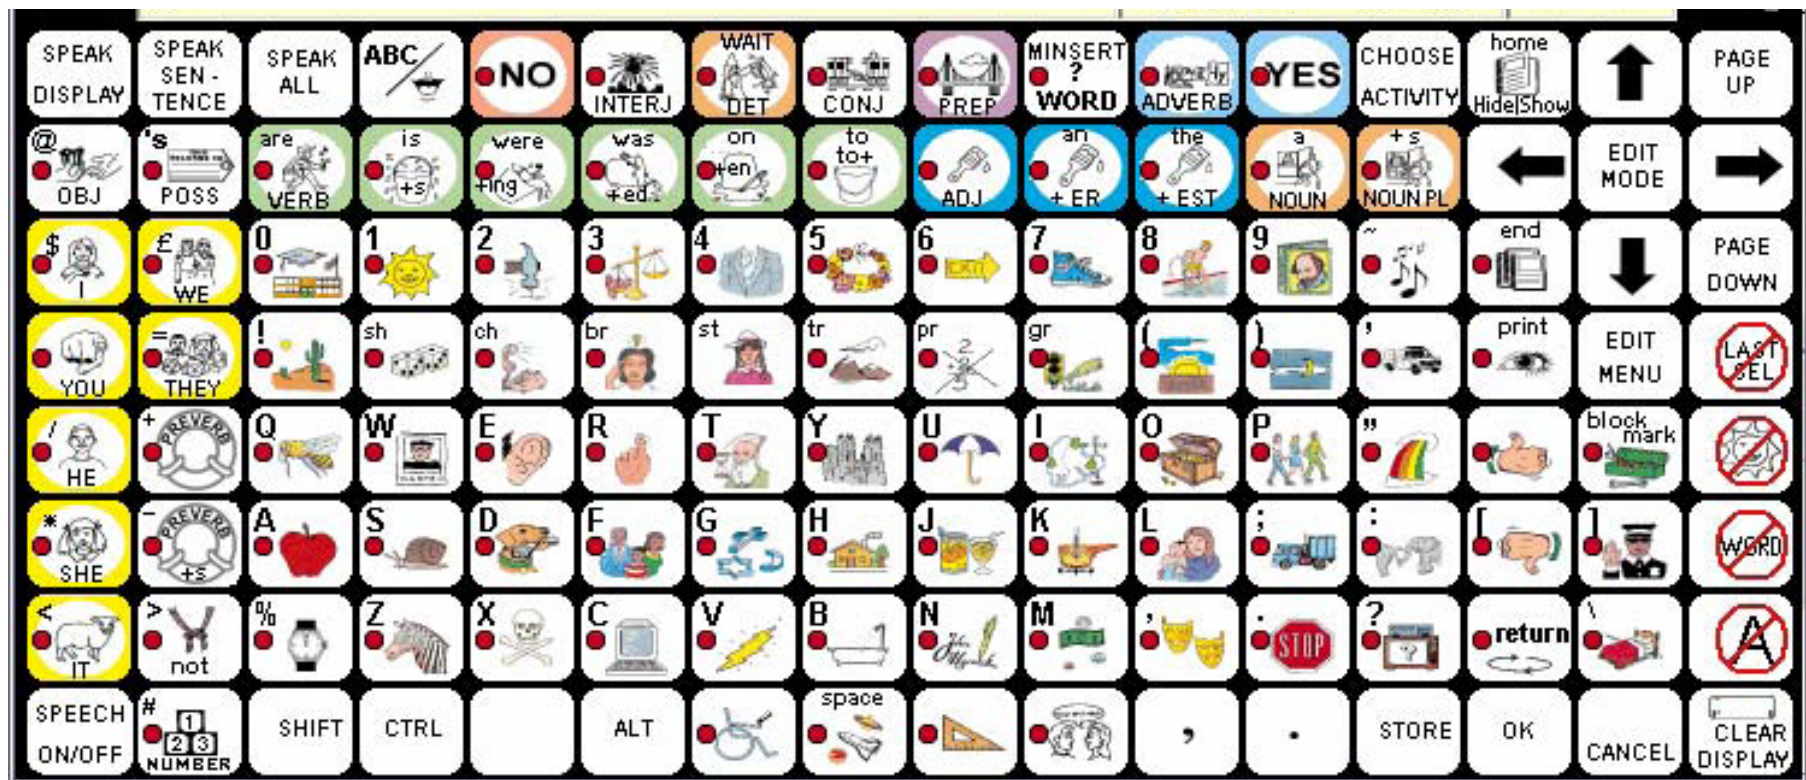 SPEAK DISPLAY
SPEAK SEN - TENCE
SPEAK ALL
ABC/
NO
INTERJ
WAIT DET
CONJ
PREP
MINSERT ? WORD
ADVERB
YES
CHOOSE ACTIVITY
home Hide|Show
PAGE UP
@ OBJ
's POSS
are VERB
is +s
were +ing
was +ed
on +en
to to+
ADJ
an + ER
the + EST
a NOUN
+ s NOUN PL
EDIT MODE
$ I
£ WE
0
1
2
3
4
5
6 EXIT
7
8
9
~
end
PAGE DOWN
YOU
= THEY
!
sh
ch
br
st
tr
pr
gr
(
)
'
print
EDIT MENU
LAST SEL
/ HE
+ PREVERB
Q
W
E
R
T
Y
U
I
O
P
"
block mark
* SHE
- PREVERB +s
A
S
D
F
G
H
J
K
L
;
:
[
]
WORD
< IT
> not
%
Z
X
C
V
B
N
M
,
. STOP
? ?
return
\
A
SPEECH ON/OFF
# 1 2 3 NUMBER
SHIFT
CTRL
ALT
space
,
.
STORE
OK
CANCEL
CLEAR DISPLAY